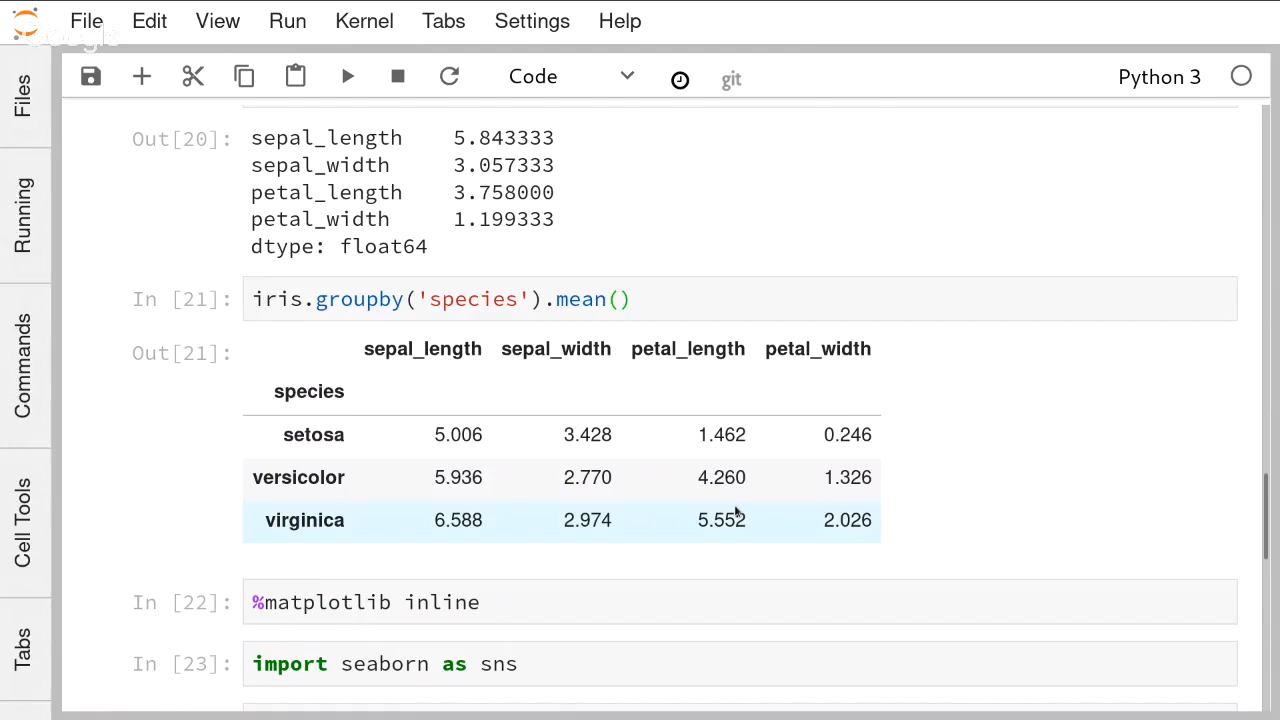 File Edit View Run Kernel Tabs Settings Help
Google
Code git Python 3
Files
Running
Commands
Cell Tools
Tabs
Out[20]: sepal_length 5.843333
sepal_width 3.057333
petal_length 3.758000
petal_width 1.199333
dtype: float64
In [21]: iris.groupby('species').mean()
Out[21]: sepal_length sepal_width petal_length petal_width
species
setosa 5.006 3.428 1.462 0.246
versicolor 5.936 2.770 4.260 1.326
virginica 6.588 2.974 5.552 2.026
In [22]: %matplotlib inline
In [23]: import seaborn as sns